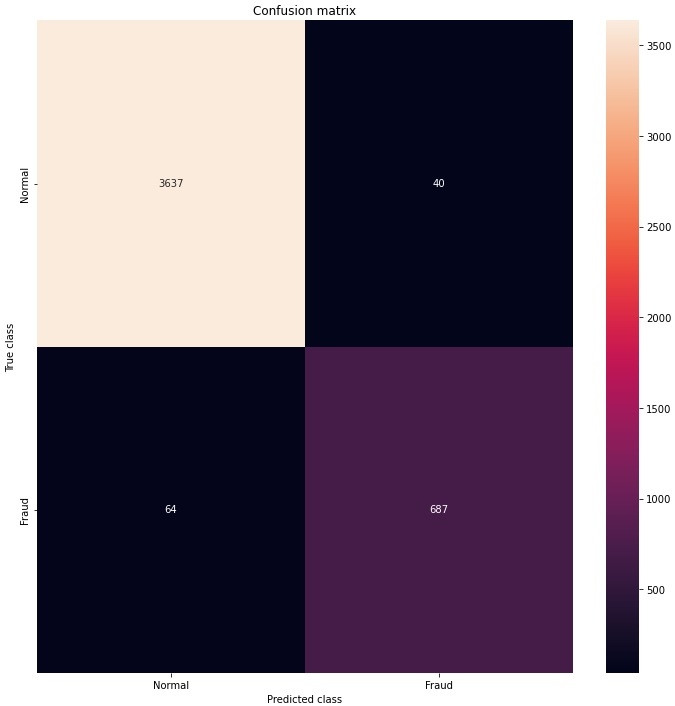 Confusion matrix
Normal
Fraud
True class
3637
40
64
687
Normal
Fraud
Predicted class
3500
3000
2500
2000
1500
1000
500